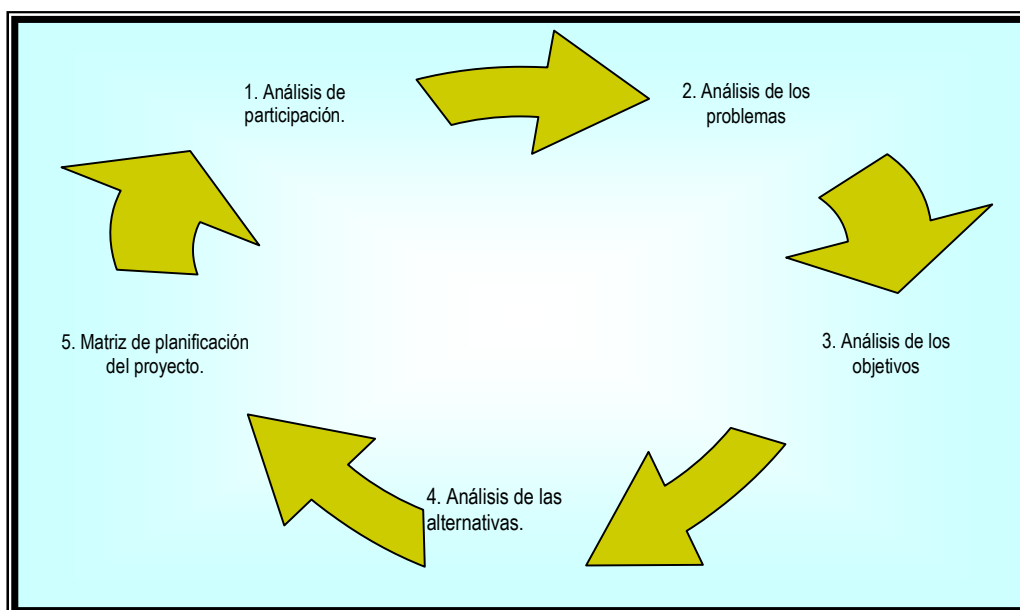 1. Análisis de
participación.
2. Análisis de los
problemas
3. Análisis de los
objetivos
4. Análisis de las
alternativas.
5. Matriz de planificación
del proyecto.